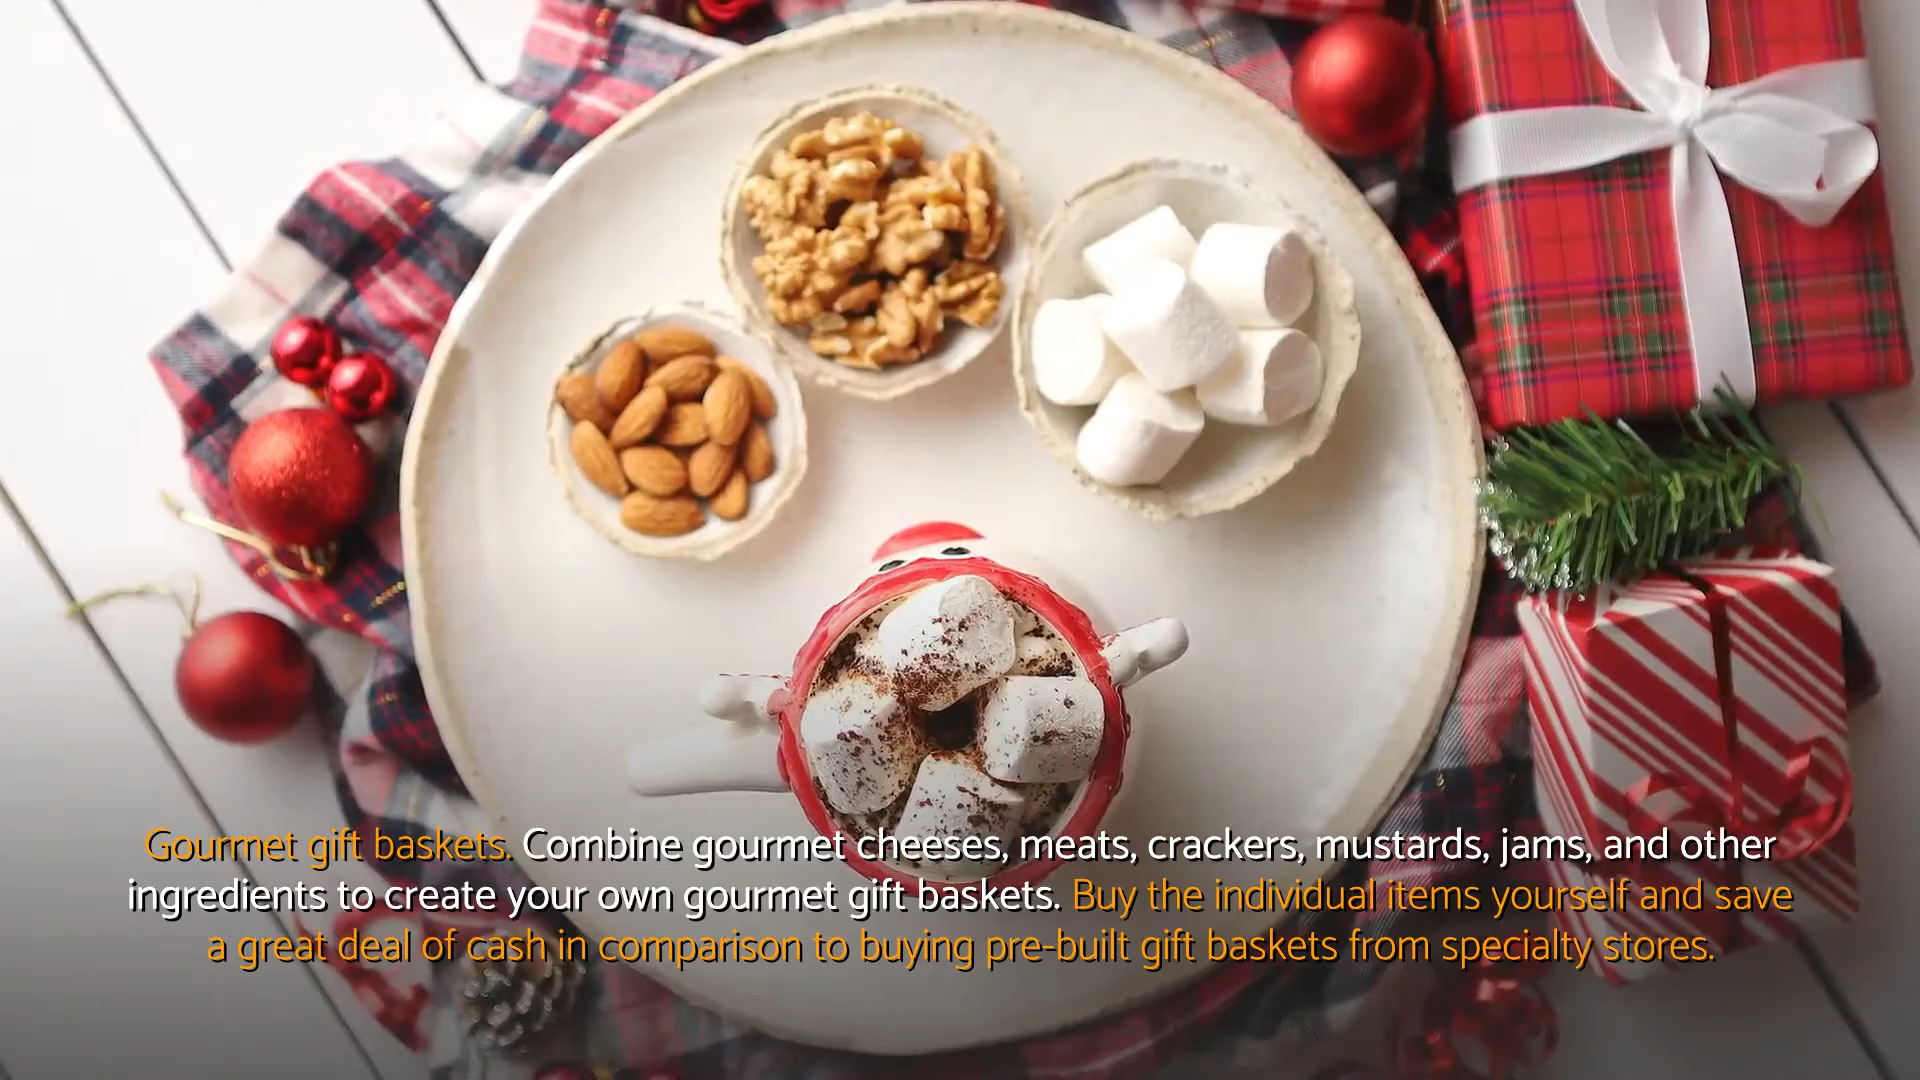 Gourmet gift baskets. Combine gourmet cheeses, meats, crackers, mustards, jams, and other
ingredients to create your own gourmet gift baskets. Buy the individual items yourself and save
a great deal of cash in comparison to buying pre-built gift baskets from specialty stores.